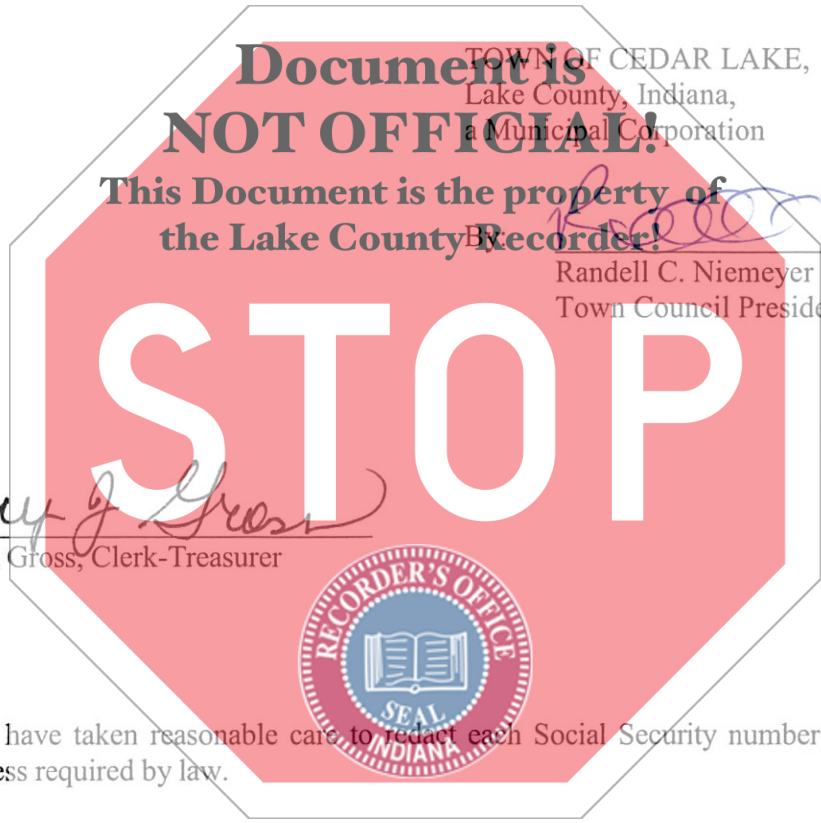 Document is
NOT OFFICIAL!
This Document is the property of
the Lake County Recorder!
TOWN OF CEDAR LAKE,
Lake County, Indiana,
a Municipal Corporation
By:
Randell C. Niemeyer
Town Council Preside
STOP
J Gross
Gross, Clerk-Treasurer
RECORDER'S OFFICE
SEAL
INDIANA
have taken reasonable care to redact each Social Security number
ss required by law.